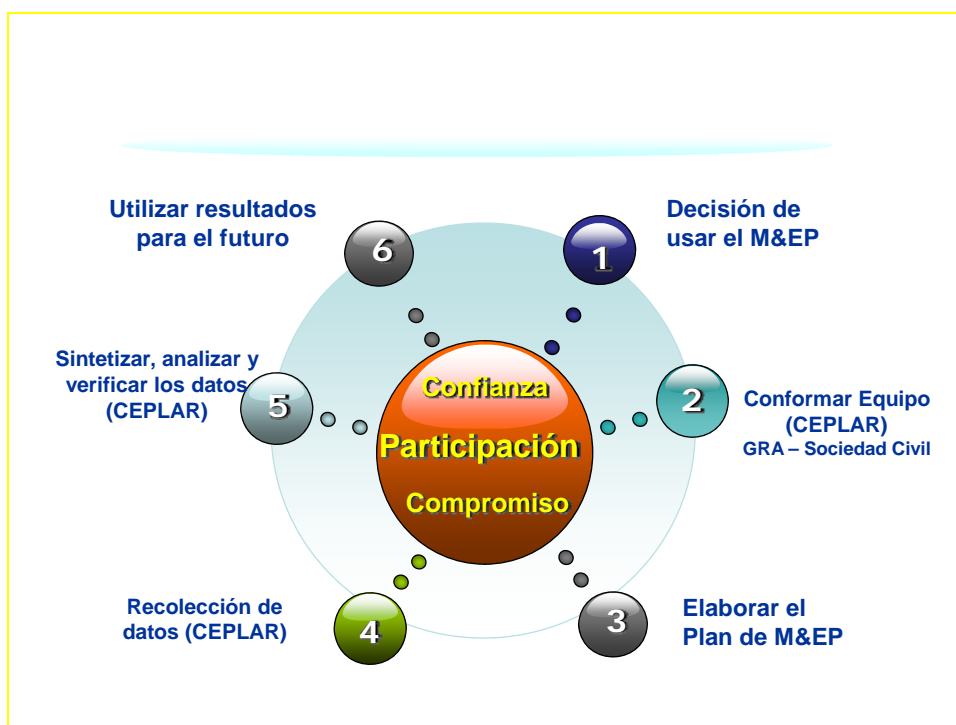 1
Decisión de
usar el M&EP
2
Conformar Equipo
(CEPLAR)
GRA – Sociedad Civil
3
Elaborar el
Plan de M&EP
4
Recolección de
datos (CEPLAR)
5
Sintetizar, analizar y
verificar los datos
(CEPLAR)
6
Utilizar resultados
para el futuro
Confianza
Participación
Compromiso